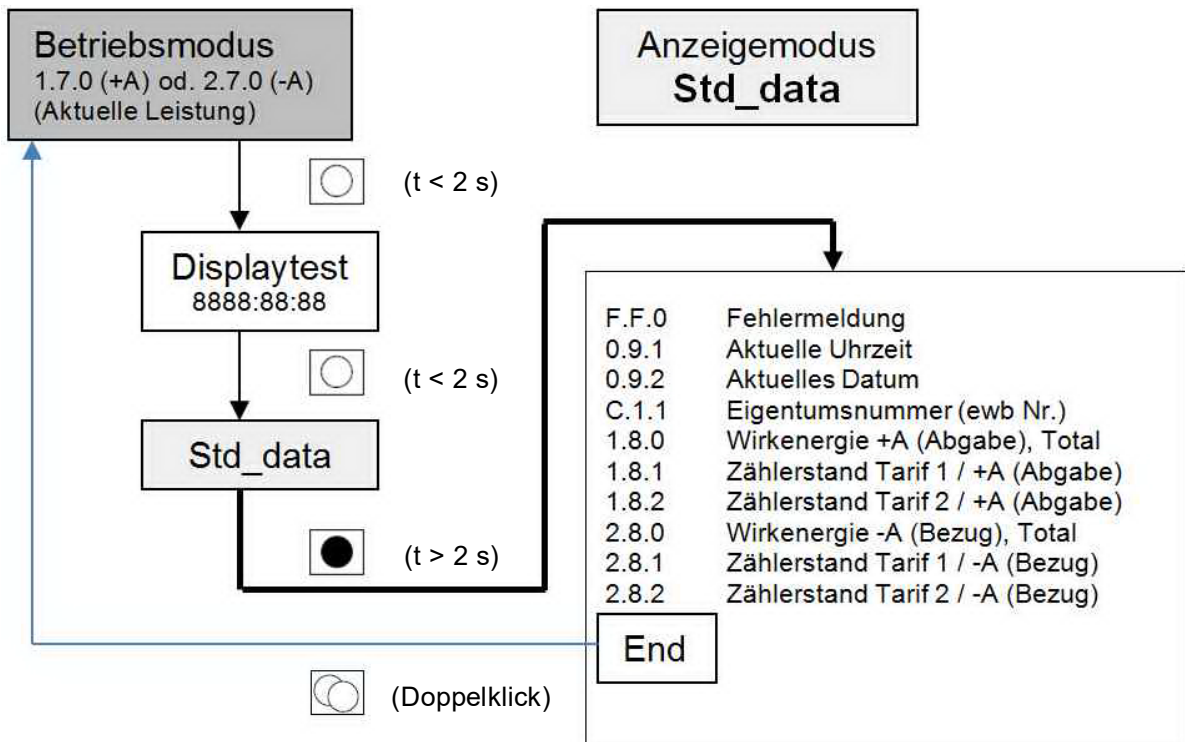 Betriebsmodus
1.7.0 (+A) od. 2.7.0 (-A)
(Aktuelle Leistung)
Anzeigemodus
Std_data
(t < 2 s)
Displaytest
8888:88:88
(t < 2 s)
Std_data
(t > 2 s)
F.F.0 Fehlermeldung
0.9.1 Aktuelle Uhrzeit
0.9.2 Aktuelles Datum
C.1.1 Eigentumsnummer (ewb Nr.)
1.8.0 Wirkenergie +A (Abgabe), Total
1.8.1 Zählerstand Tarif 1 / +A (Abgabe)
1.8.2 Zählerstand Tarif 2 / +A (Abgabe)
2.8.0 Wirkenergie -A (Bezug), Total
2.8.1 Zählerstand Tarif 1 / -A (Bezug)
2.8.2 Zählerstand Tarif 2 / -A (Bezug)
End
(Doppelklick)